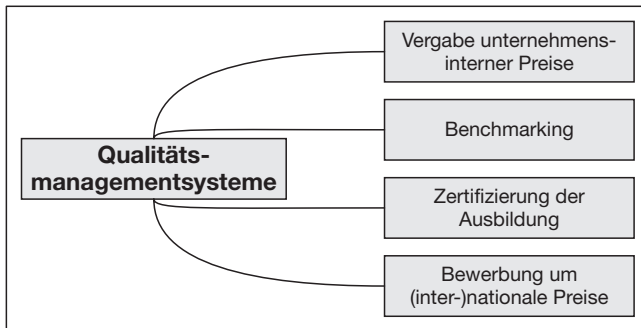 Vergabe unternehmens-
interner Preise
Benchmarking
Qualitäts-
managementsysteme
Zertifizierung der
Ausbildung
Bewerbung um
(inter-)nationale Preise